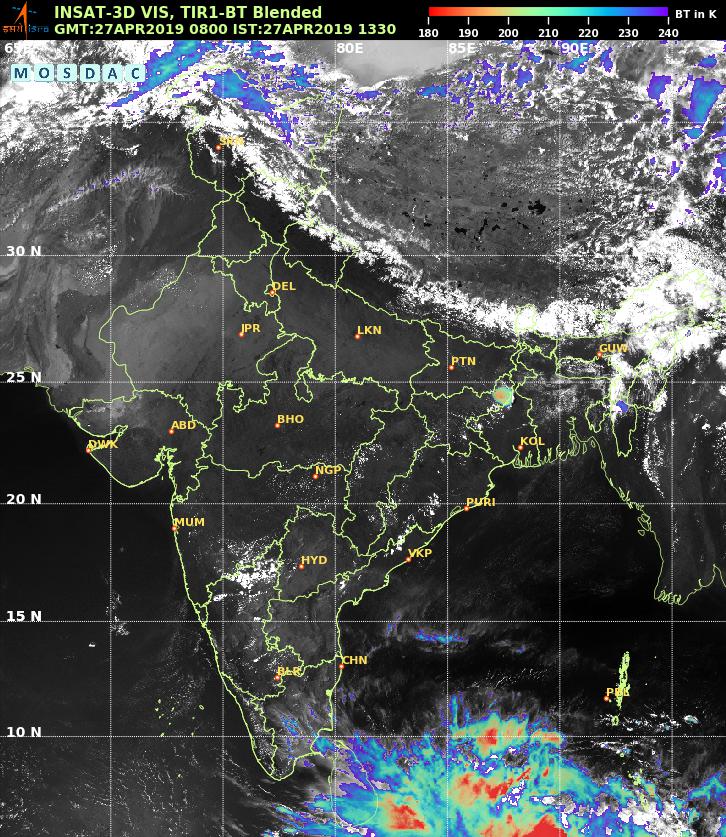 INSAT-3D VIS, TIR1-BT Blended
GMT:27APR2019 0800 IST:27APR2019 1330
BT in K
180 190 200 210 220 230 240
65E 75E 80E 85E 90E
M O S D A C
SRN
30 N
DEL
JPR LKN
GUW
PTN
25 N
BHO
ABD
KOL
DWK
NGP
20 N
PURI
MUM
VKP
HYD
15 N
CHN
BLR
PBL
10 N